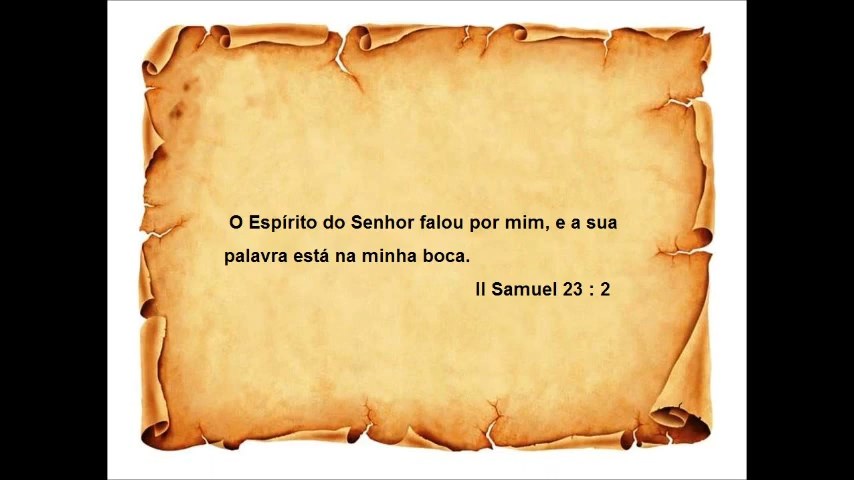 O Espírito do Senhor falou por mim, e a sua
palavra está na minha boca.
II Samuel 23 : 2